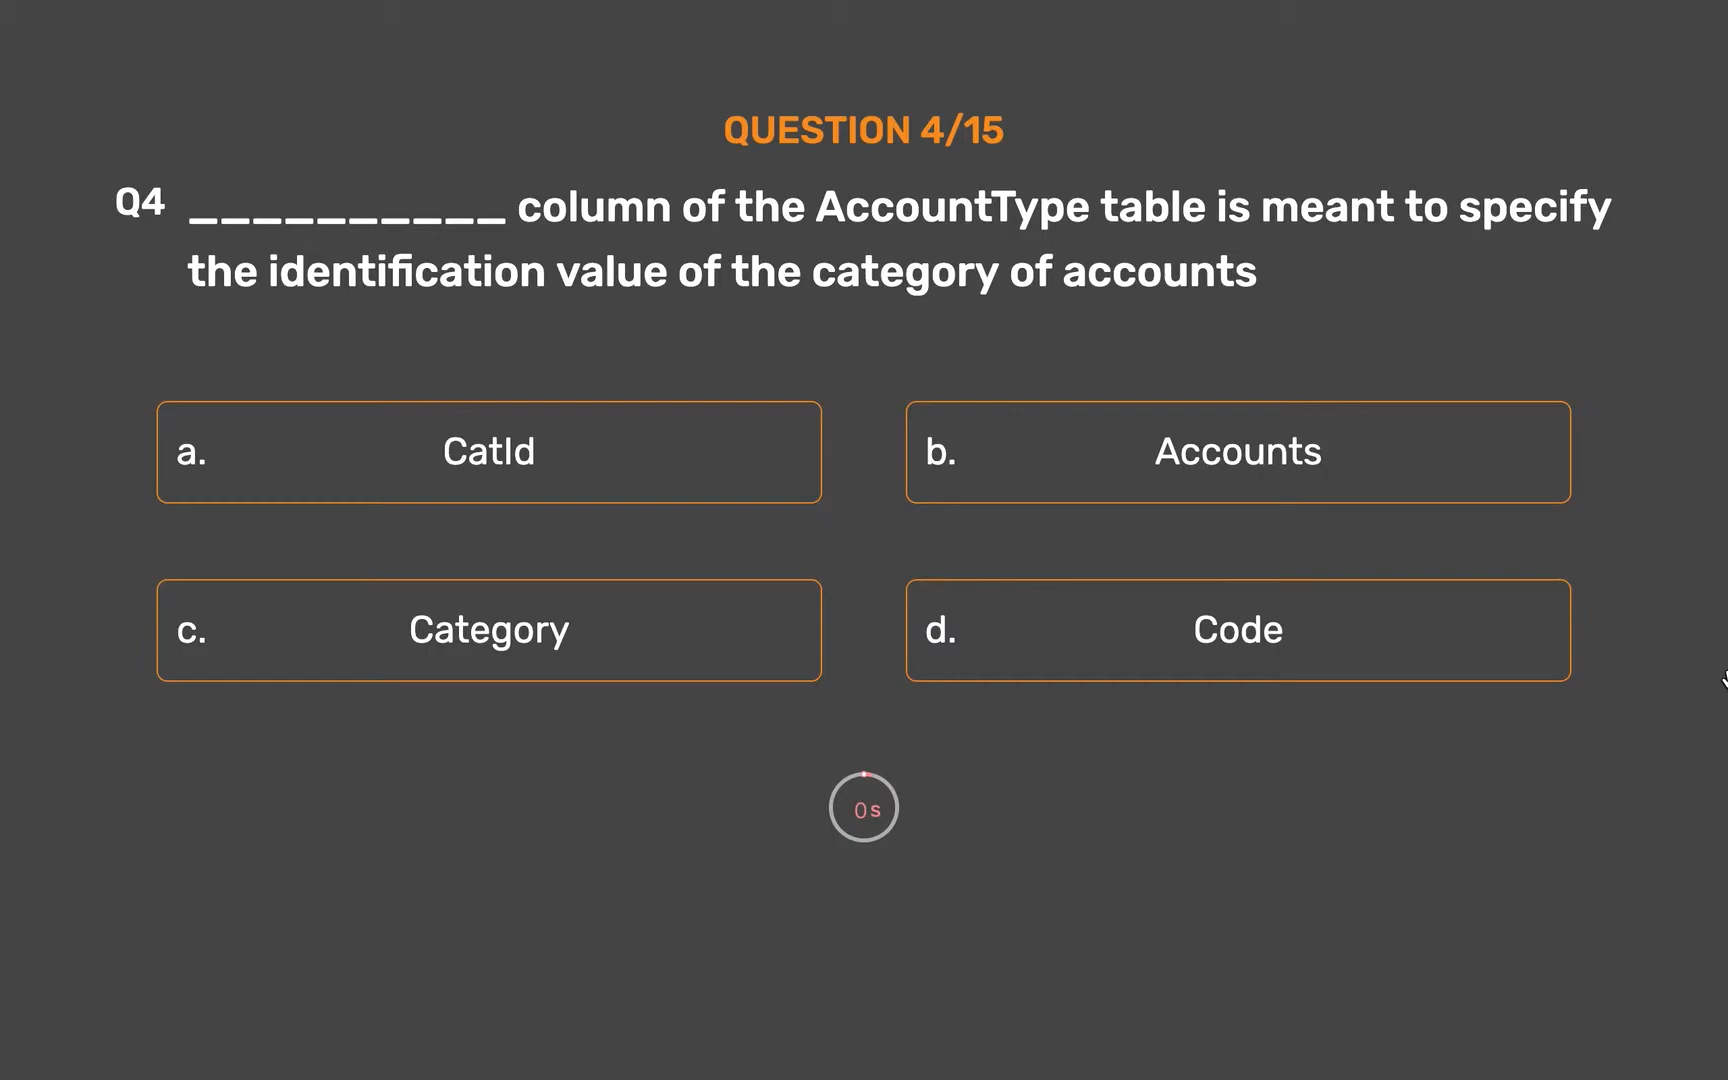 QUESTION 4/15
Q4 __________ column of the AccountType table is meant to specify
the identification value of the category of accounts
a. CatId
b. Accounts
c. Category
d. Code
0s